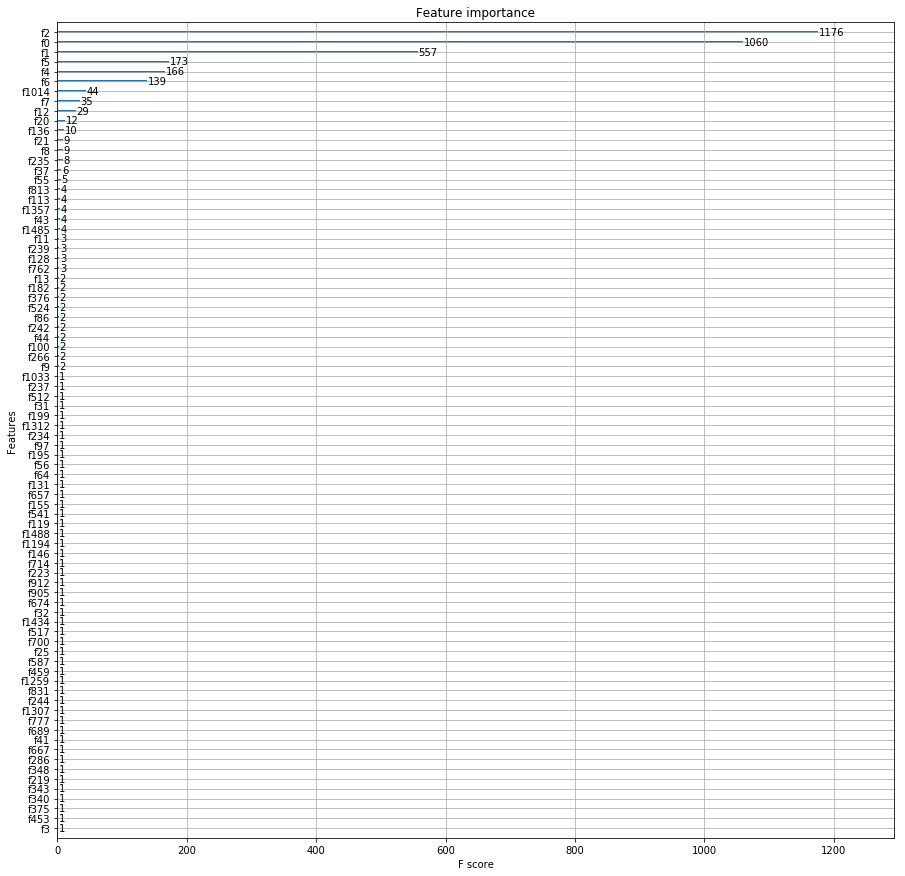 Feature importance
f2 1176
f0 1060
f1 557
f5 173
f4 166
f6 139
f1014 44
f7 35
f12 29
f20 12
f136 10
f21 9
f8 9
f235 8
f37 6
f55 5
f813 4
f113 4
f1357 4
f43 4
f1485 4
f11 3
f239 3
f128 3
f762 3
f13 2
f182 2
f376 2
f524 2
f86 2
f242 2
f44 2
f100 2
f266 2
f9 2
f1033 1
f237 1
f512 1
f31 1
f199 1
f1312 1
f234 1
f97 1
f195 1
f56 1
f64 1
f131 1
f657 1
f155 1
f541 1
f119 1
f1488 1
f1194 1
f146 1
f714 1
f223 1
f912 1
f905 1
f674 1
f32 1
f1434 1
f517 1
f700 1
f25 1
f587 1
f459 1
f1259 1
f831 1
f244 1
f1307 1
f777 1
f689 1
f41 1
f667 1
f286 1
f348 1
f219 1
f343 1
f340 1
f375 1
f453 1
f3 1
Features
0 200 400 600 800 1000 1200
F score